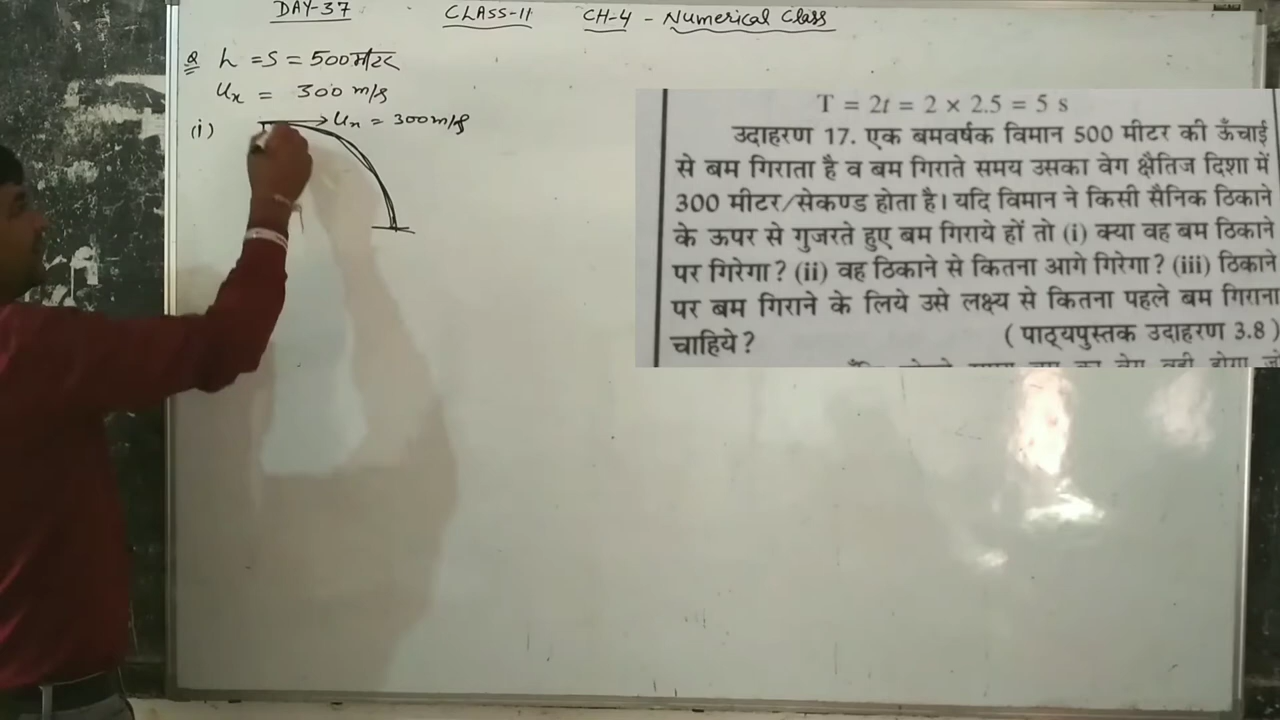 DAY-37 CLASS-11 CH-4 - Numerical Class
Q h = S = 500मीटर
uₓ = 300 m/s
(i) uₓ = 300 m/s
T = 2t = 2 × 2.5 = 5 s
उदाहरण 17. एक बमवर्षक विमान 500 मीटर की ऊँचाई
से बम गिराता है व बम गिराते समय उसका वेग क्षैतिज दिशा में
300 मीटर/सेकण्ड होता है। यदि विमान ने किसी सैनिक ठिकाने
के ऊपर से गुजरते हुए बम गिराये हों तो (i) क्या वह बम ठिकाने
पर गिरेगा? (ii) वह ठिकाने से कितना आगे गिरेगा? (iii) ठिकाने
पर बम गिराने के लिये उसे लक्ष्य से कितना पहले बम गिराना
चाहिये? (पाठ्यपुस्तक उदाहरण 3.8)